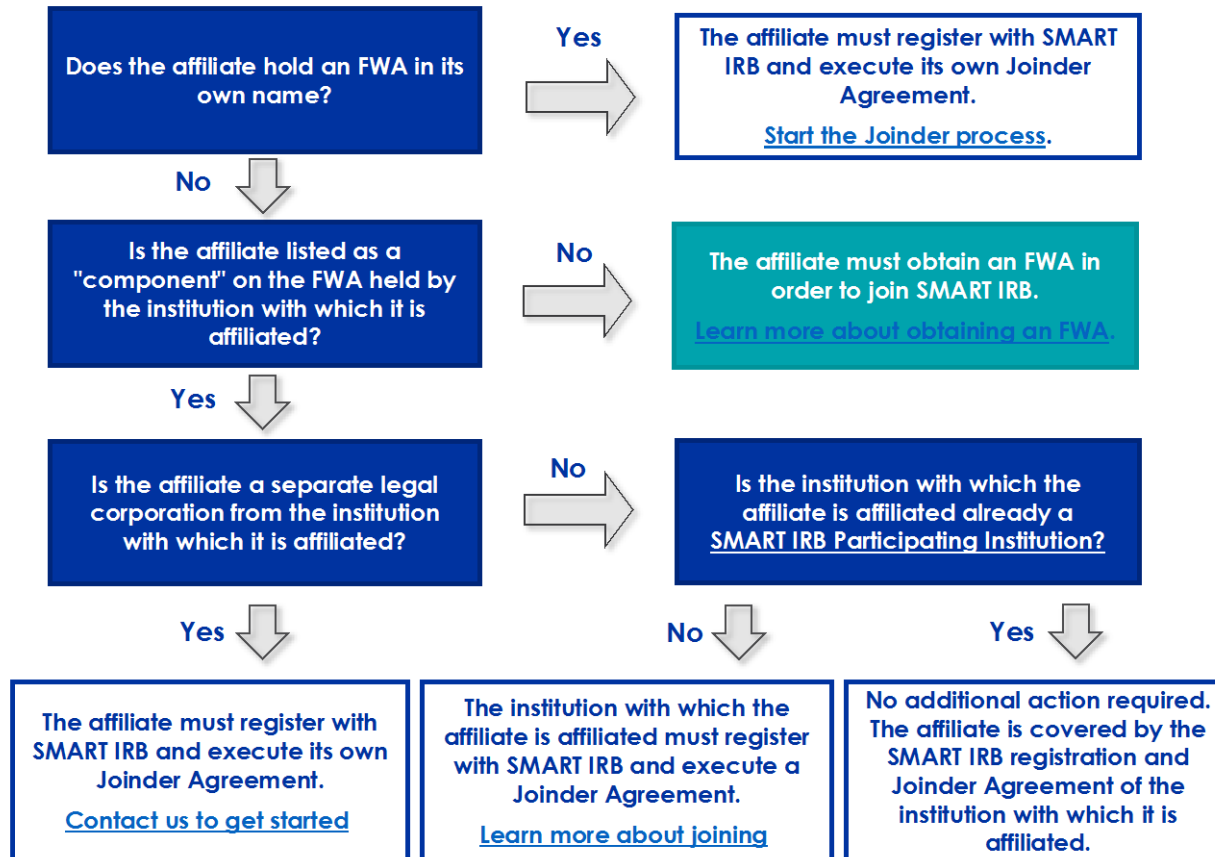 Does the affiliate hold an FWA in its
own name?
Yes
The affiliate must register with SMART
IRB and execute its own Joinder
Agreement.
Start the Joinder process.
No
Is the affiliate listed as a
"component" on the FWA held by
the institution with which it is
affiliated?
No
The affiliate must obtain an FWA in
order to join SMART IRB.
Learn more about obtaining an FWA.
Yes
Is the affiliate a separate legal
corporation from the institution
with which it is affiliated?
No
Is the institution with which the
affiliate is affiliated already a
SMART IRB Participating Institution?
Yes
No
Yes
The affiliate must register with
SMART IRB and execute its own
Joinder Agreement.
Contact us to get started
The institution with which the
affiliate is affiliated must register
with SMART IRB and execute a
Joinder Agreement.
Learn more about joining
No additional action required.
The affiliate is covered by the
SMART IRB registration and
Joinder Agreement of the
institution with which it is
affiliated.